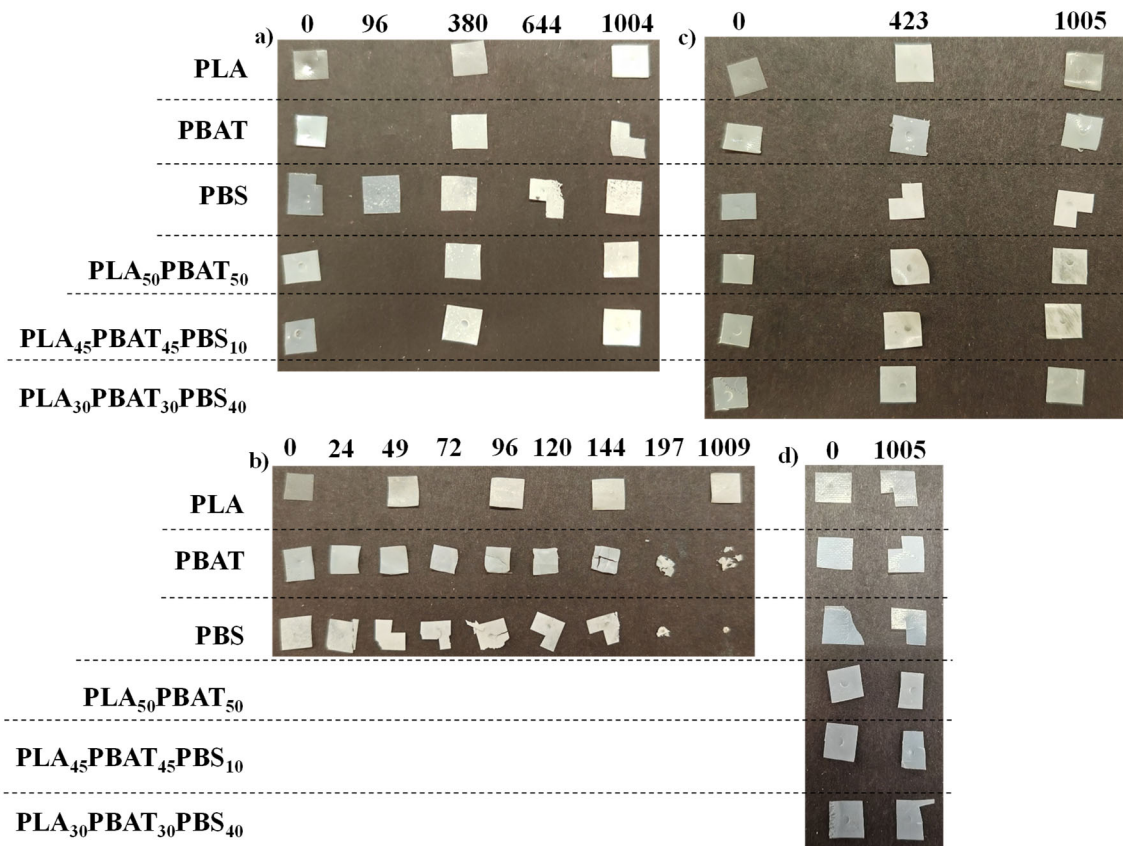 a) 0 96 380 644 1004
c) 0 423 1005
PLA
PBAT
PBS
PLA₅₀PBAT₅₀
PLA₄₅PBAT₄₅PBS₁₀
PLA₃₀PBAT₃₀PBS₄₀
b) 0 24 49 72 96 120 144 197 1009
d) 0 1005
PLA
PBAT
PBS
PLA₅₀PBAT₅₀
PLA₄₅PBAT₄₅PBS₁₀
PLA₃₀PBAT₃₀PBS₄₀